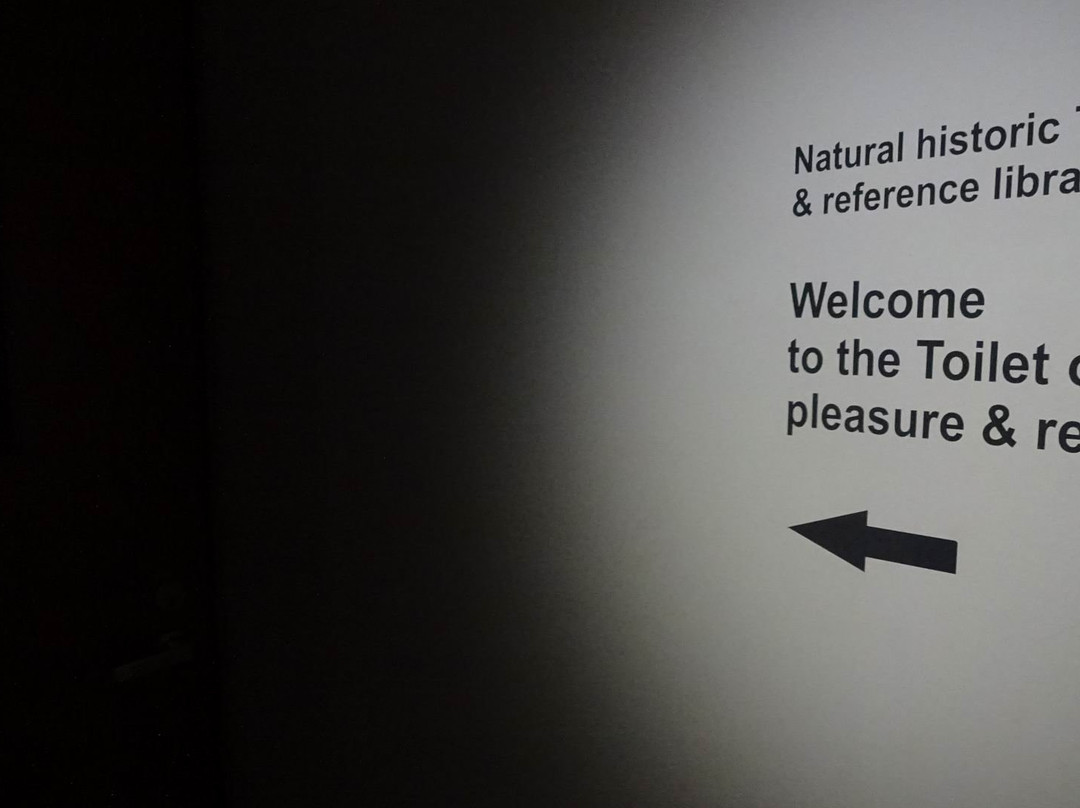 Natural historic
& reference libra
Welcome
to the Toilet
pleasure & re